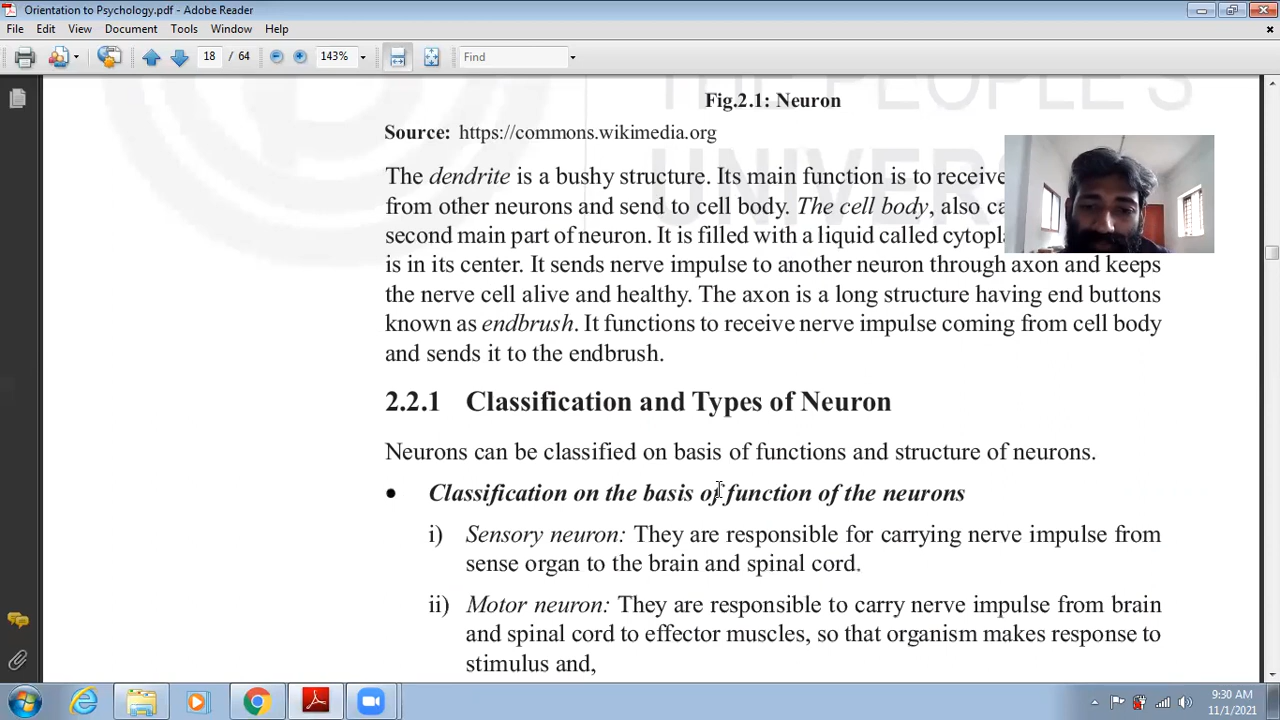 Orientation to Psychology.pdf - Adobe Reader
File Edit View Document Tools Window Help
18 / 64 143% Find
THE PEOPLE'S
UNIVERSITY
Fig.2.1: Neuron
Source: https://commons.wikimedia.org
The dendrite is a bushy structure. Its main function is to receive
from other neurons and send to cell body. The cell body, also
second main part of neuron. It is filled with a liquid called
is in its center. It sends nerve impulse to another neuron through axon and keeps
the nerve cell alive and healthy. The axon is a long structure having end buttons
known as endbrush. It functions to receive nerve impulse coming from cell body
and sends it to the endbrush.
2.2.1 Classification and Types of Neuron
Neurons can be classified on basis of functions and structure of neurons.
• Classification on the basis of function of the neurons
i) Sensory neuron: They are responsible for carrying nerve impulse from
sense organ to the brain and spinal cord.
ii) Motor neuron: They are responsible to carry nerve impulse from brain
and spinal cord to effector muscles, so that organism makes response to
stimulus and,
9:30 AM
11/1/2021